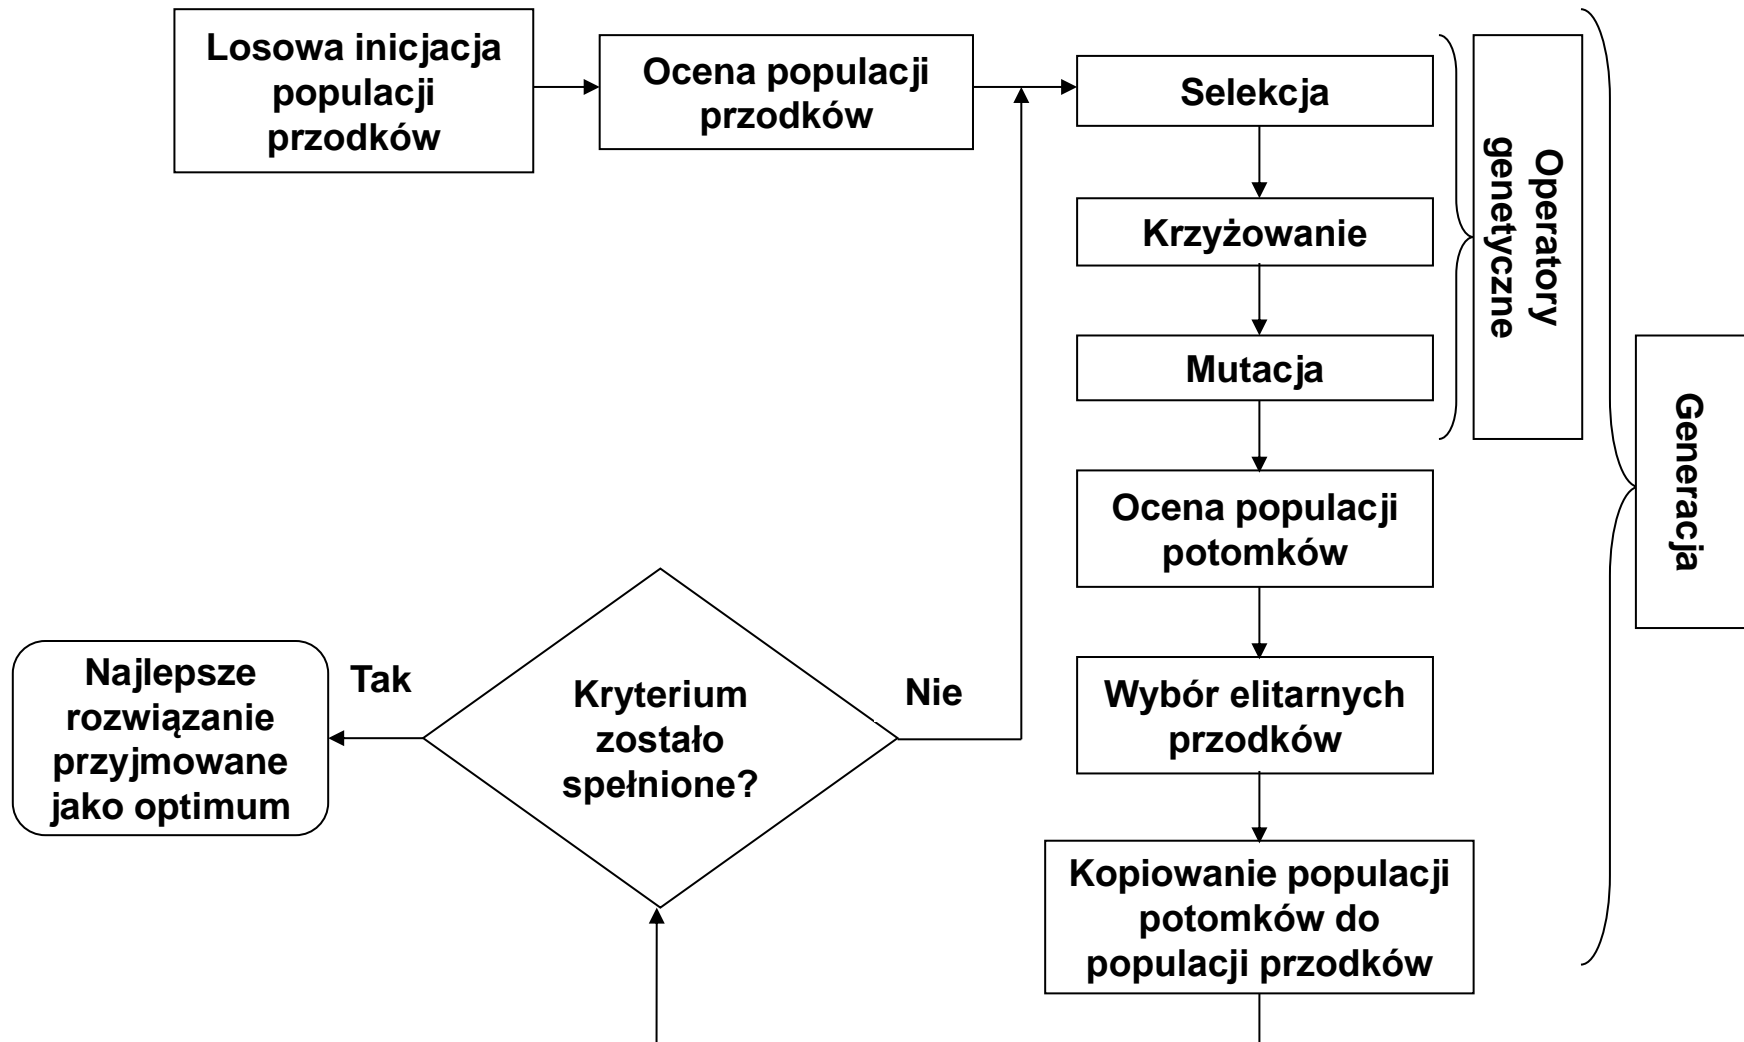 Losowa inicjacja
populacji
przodków
Ocena populacji
przodków
Selekcja
Krzyżowanie
Mutacja
Operatory
genetyczne
Generacja
Ocena populacji
potomków
Wybór elitarnych
przodków
Kopiowanie populacji
potomków do
populacji przodków
Kryterium
zostało
spełnione?
Nie
Tak
Najlepsze
rozwiązanie
przyjmowane
jako optimum